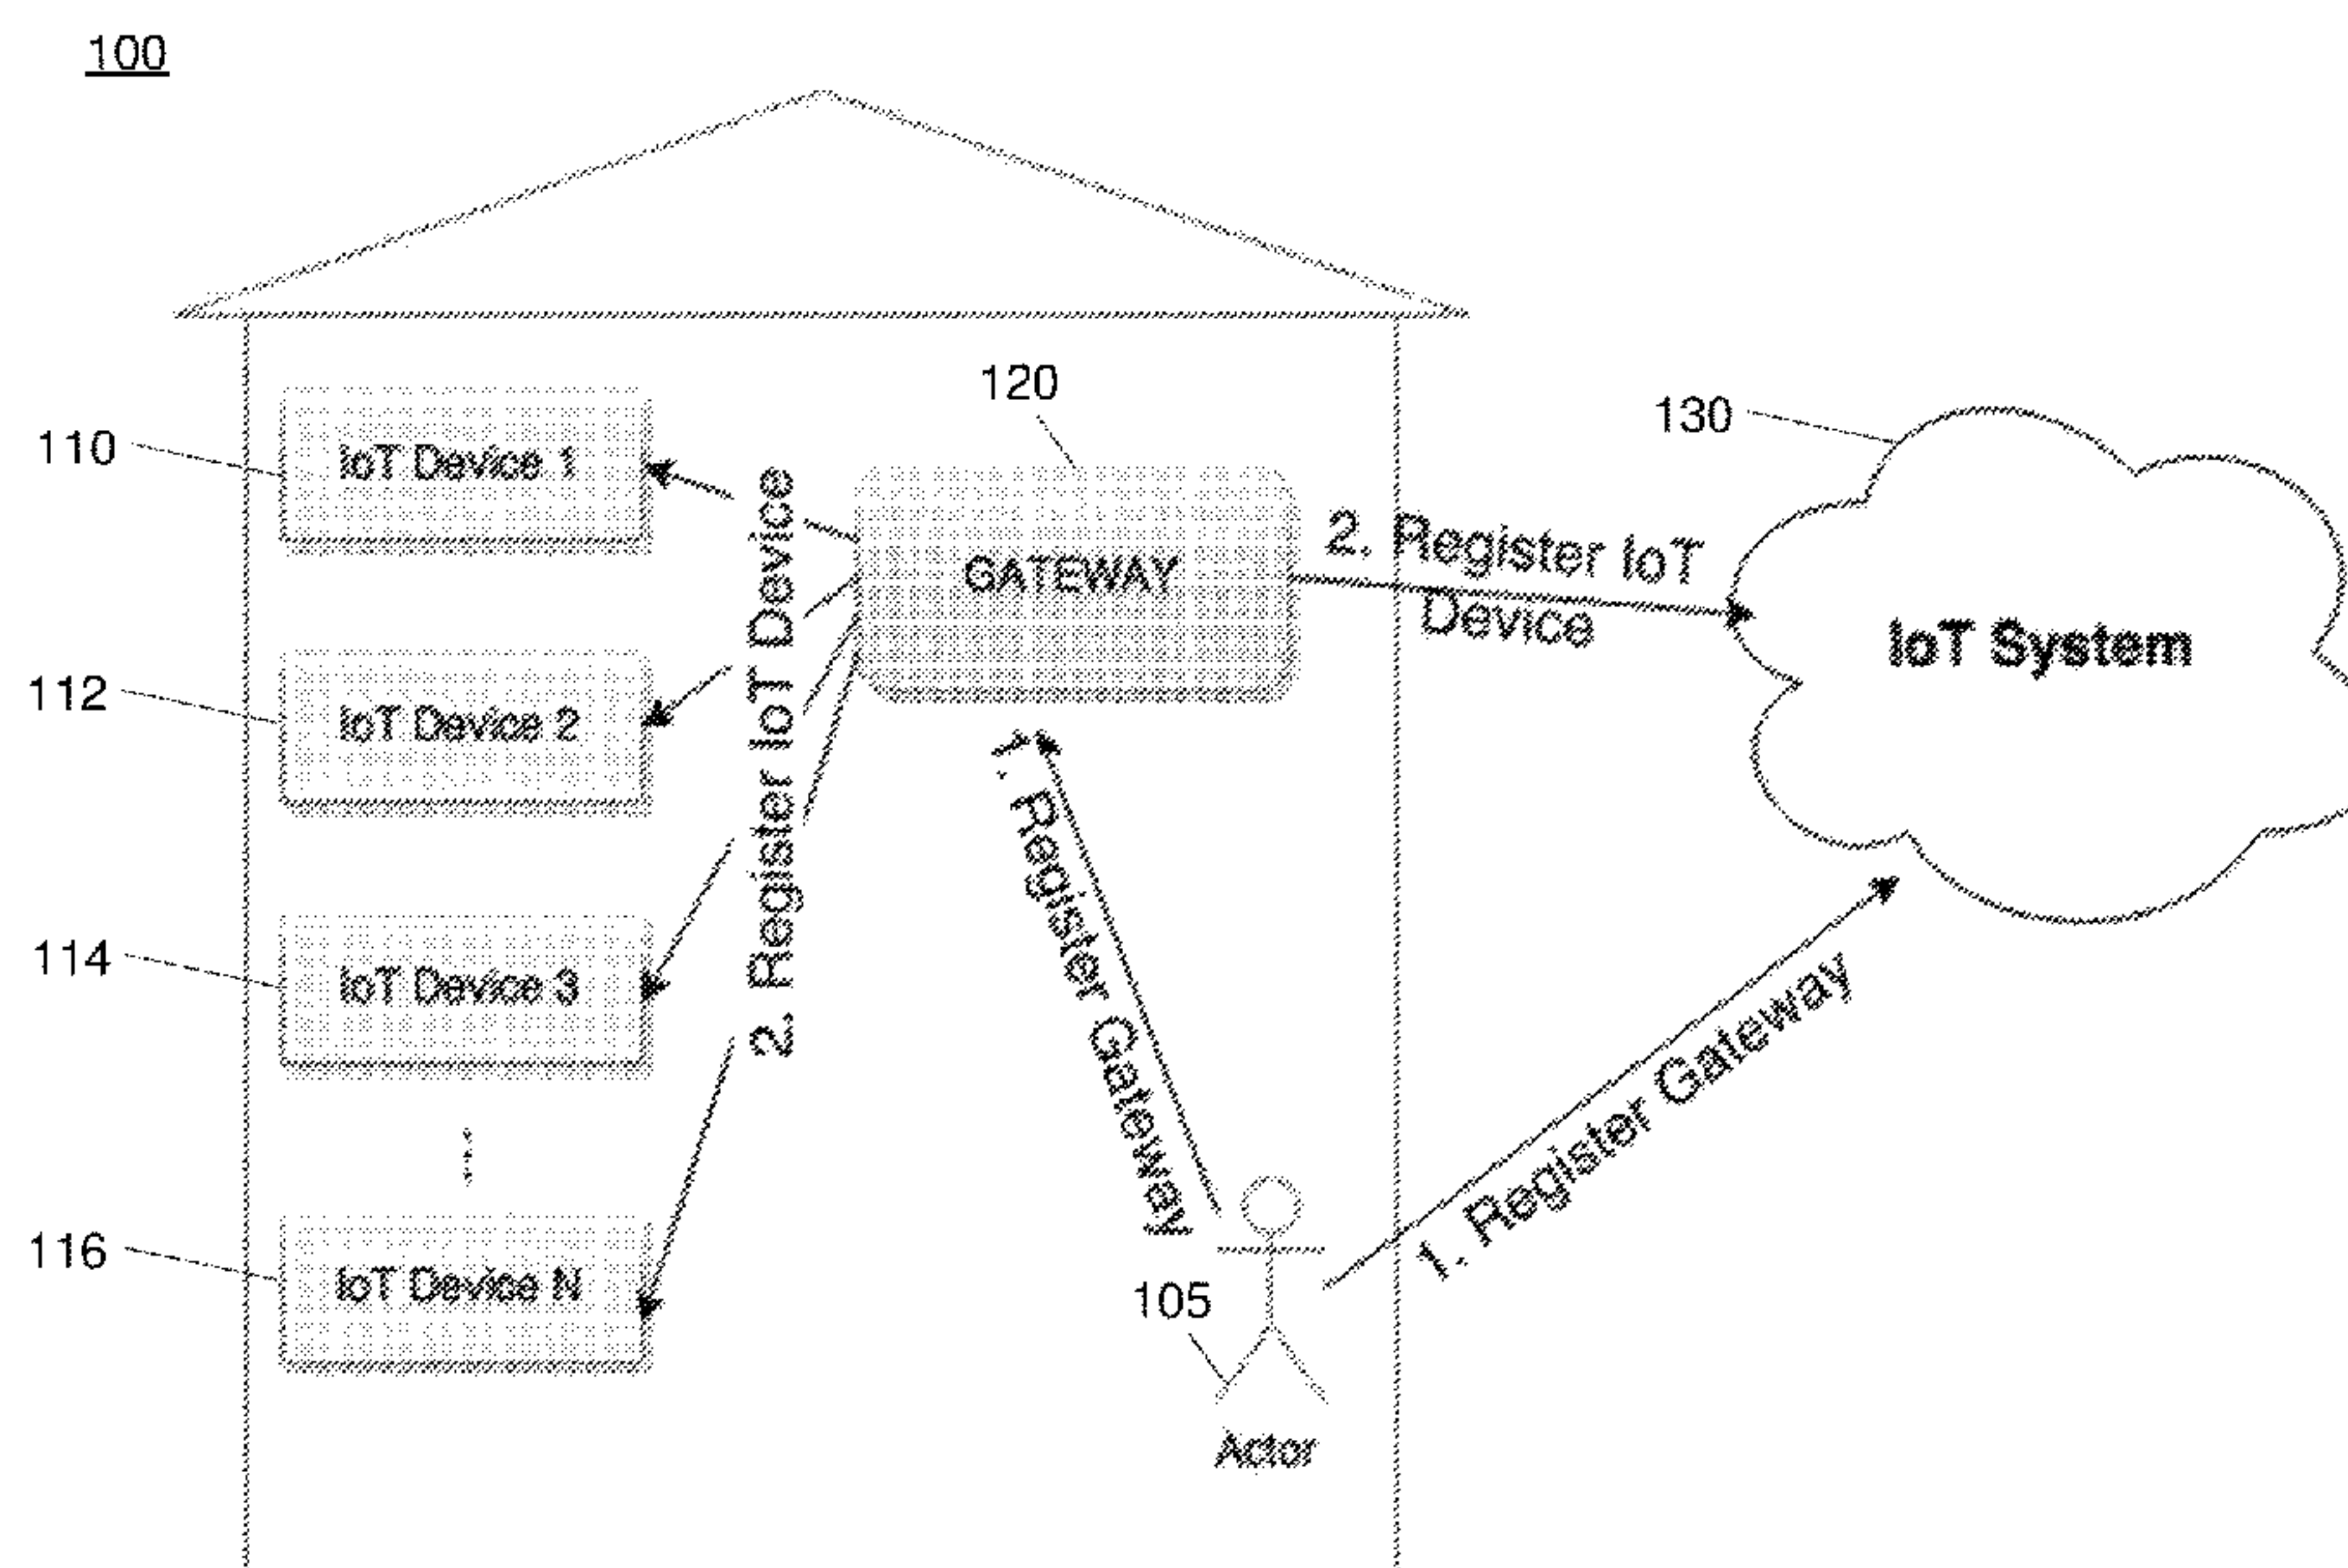 100
120
130
110
IoT Device 1
GATEWAY
2. Register IoT
Device
2. Register IoT Device
IoT System
112
IoT Device 2
1. Register Gateway
114
IoT Device 3
1. Register Gateway
116
IoT Device N
105
Actor